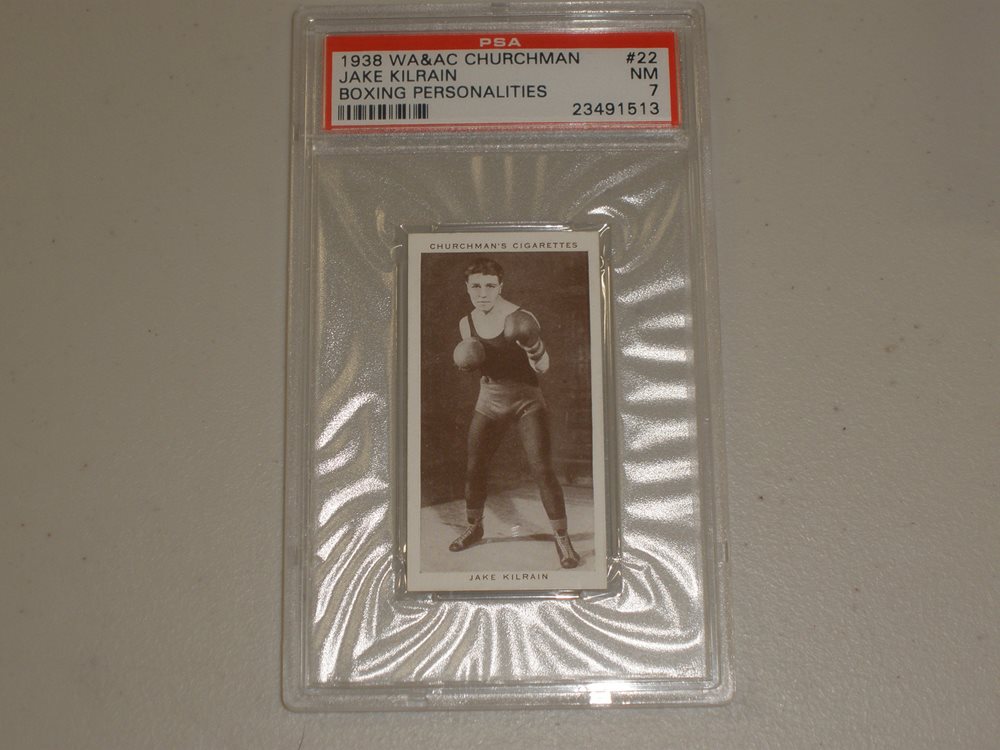 PSA
1938 WA&AC CHURCHMAN #22
JAKE KILRAIN NM
BOXING PERSONALITIES 7
23491513
CHURCHMAN'S CIGARETTES
JAKE KILRAIN